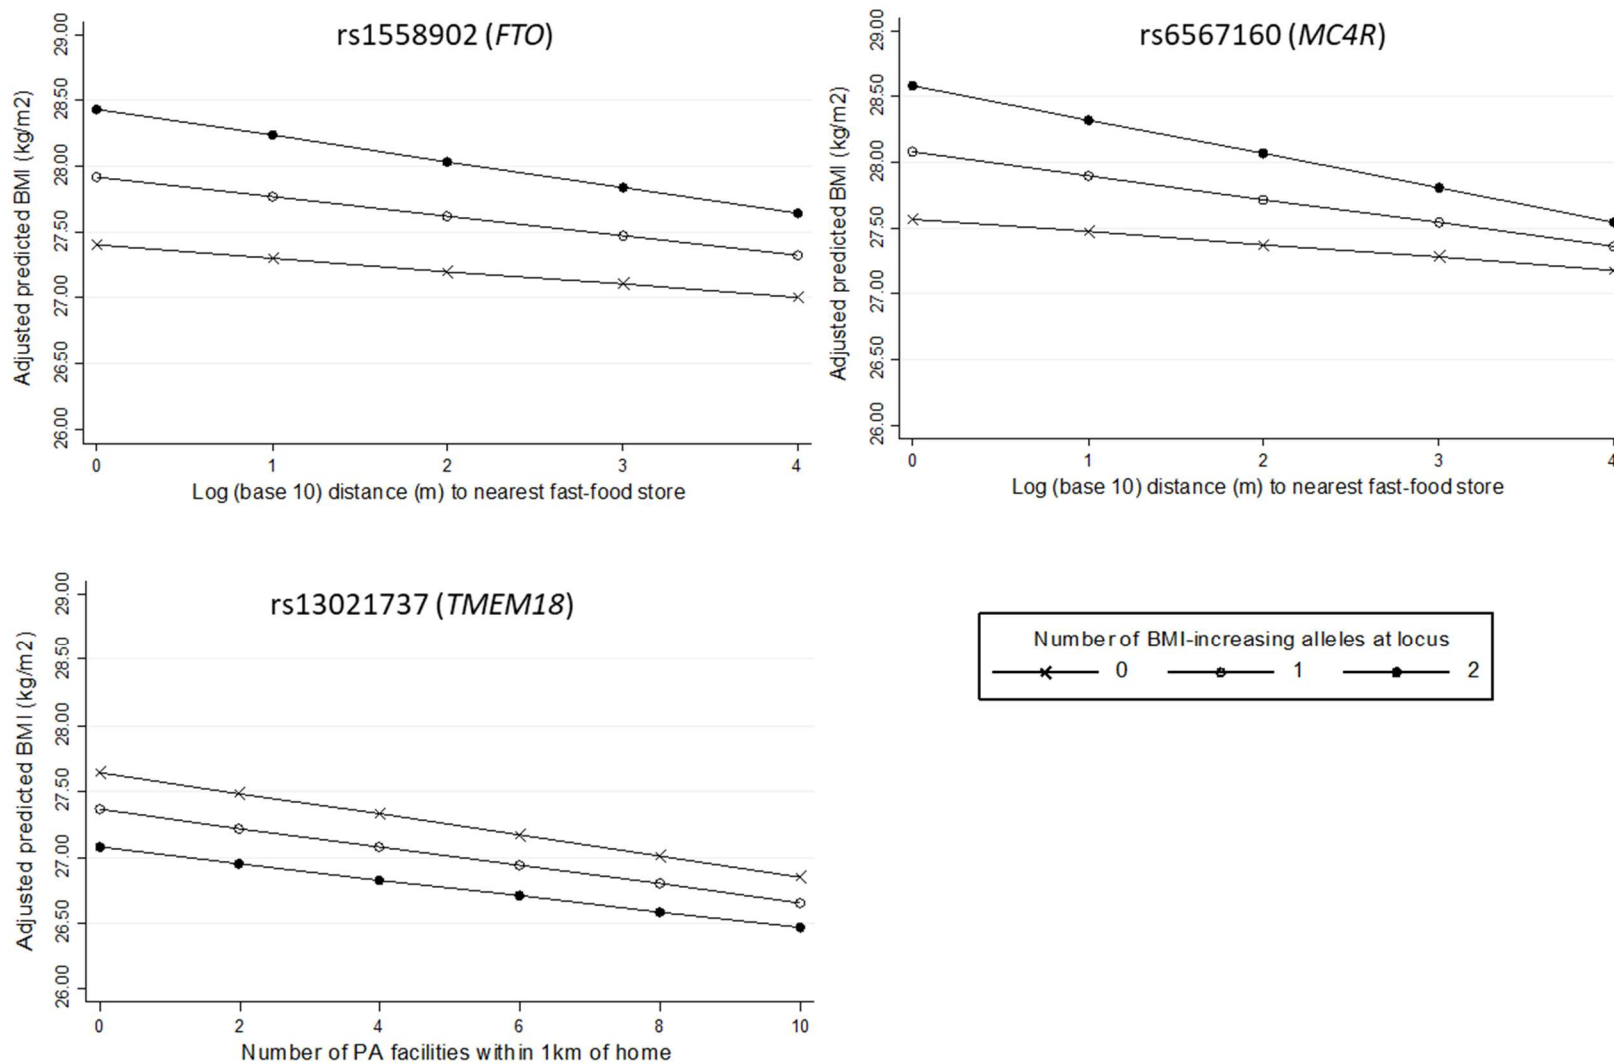 rs1558902 (FTO)
Adjusted predicted BMI (kg/m2)
29.00
28.50
28.00
27.50
27.00
26.50
26.00
0 1 2 3 4
Log (base 10) distance (m) to nearest fast-food store
rs6567160 (MC4R)
Adjusted predicted BMI (kg/m2)
29.00
28.50
28.00
27.50
27.00
26.50
26.00
0 1 2 3 4
Log (base 10) distance (m) to nearest fast-food store
rs13021737 (TMEM18)
Adjusted predicted BMI (kg/m2)
29.00
28.50
28.00
27.50
27.00
26.50
26.00
0 2 4 6 8 10
Number of PA facilities within 1km of home
Number of BMI-increasing alleles at locus
0 1 2